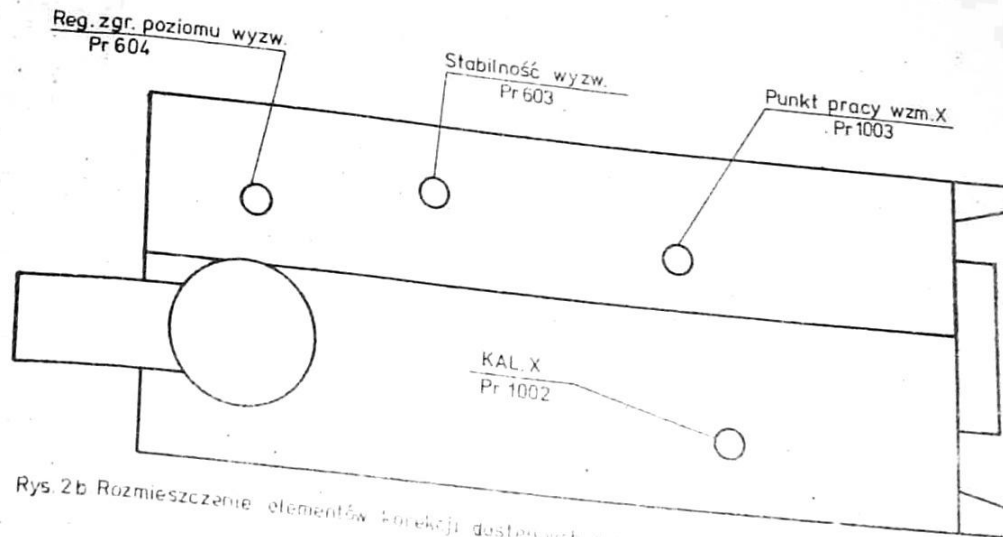 Reg. zgr. poziomu wyzw.
Pr 604
Stabilność wyzw.
Pr 603
Punkt pracy wzm. X
Pr 1003
KAL. X
Pr 1002
Rys. 2b Rozmieszczenie elementów korekcji